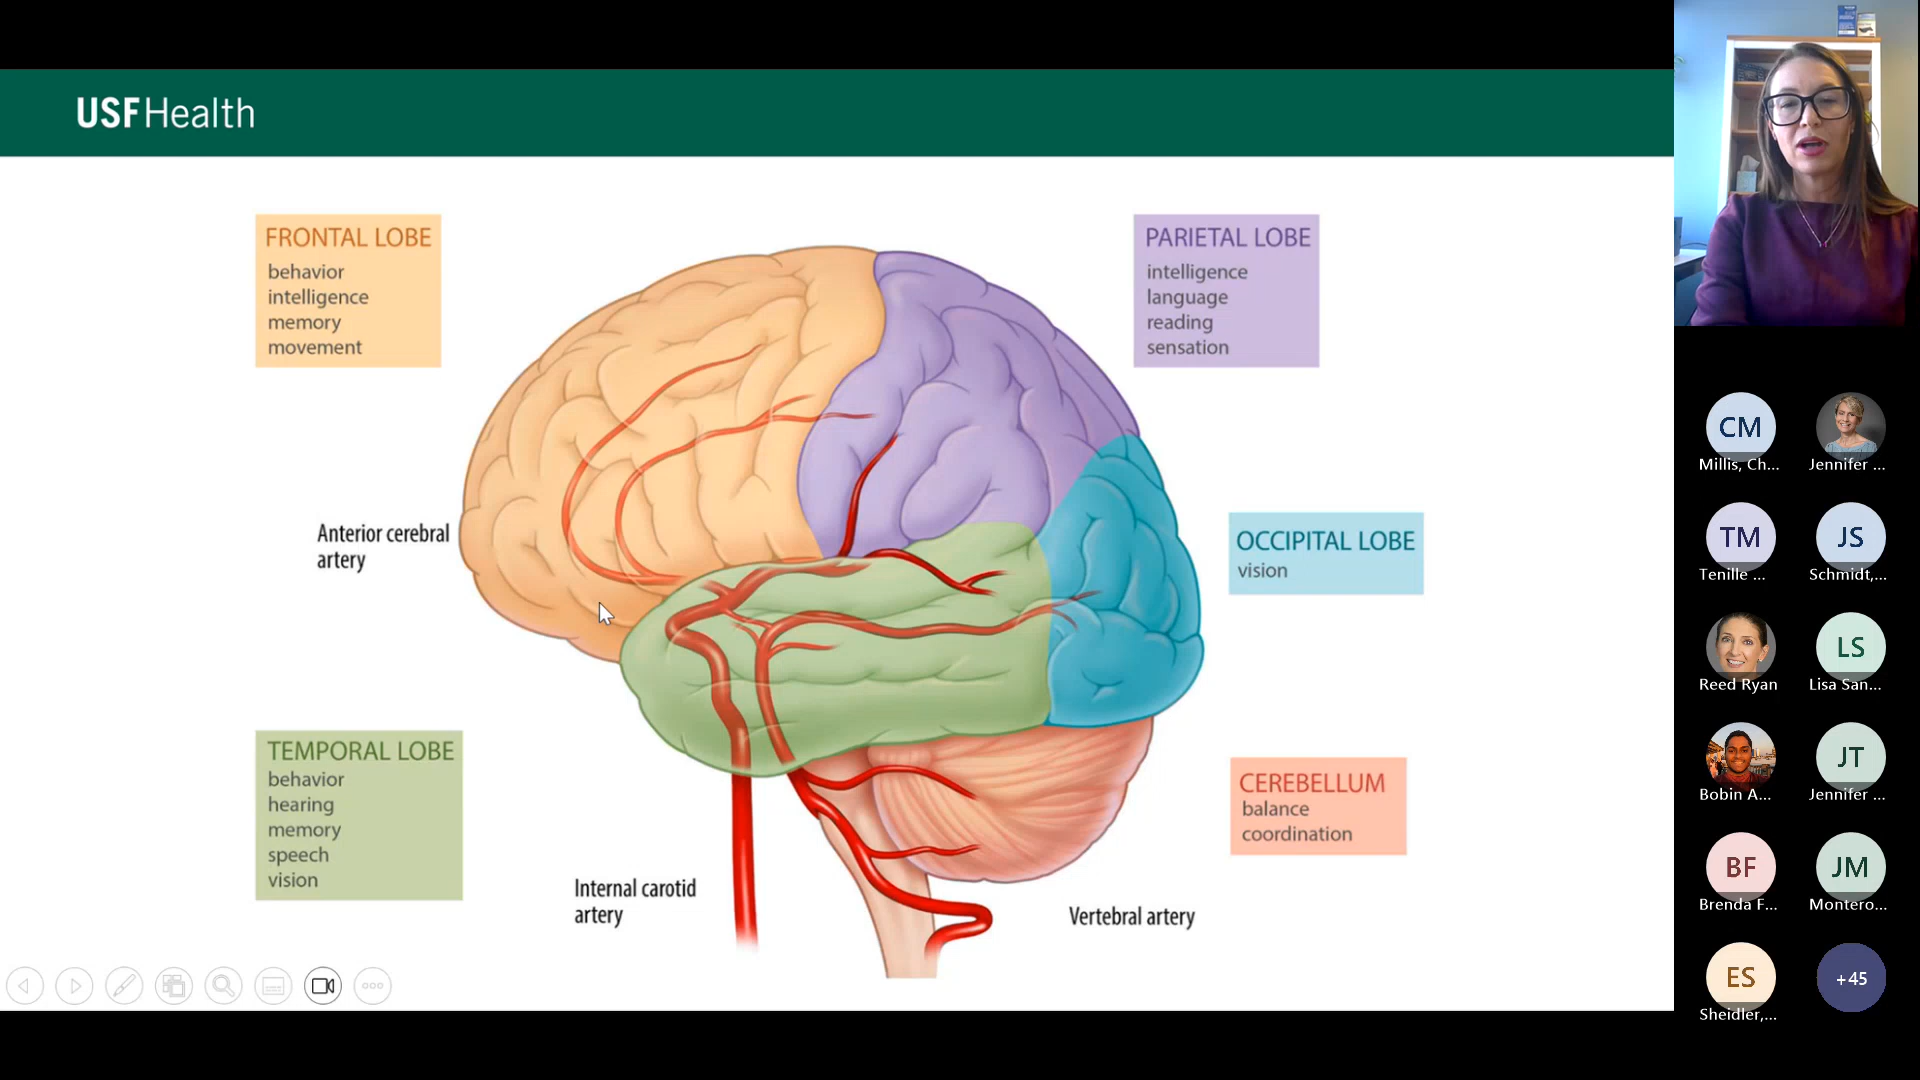 USFHealth
FRONTAL LOBE
behavior
intelligence
memory
movement
PARIETAL LOBE
intelligence
language
reading
sensation
Anterior cerebral
artery
OCCIPITAL LOBE
vision
TEMPORAL LOBE
behavior
hearing
memory
speech
vision
CEREBELLUM
balance
coordination
Internal carotid
artery
Vertebral artery
CM
Millis, Ch...
Jennifer ...
TM
Tenille ...
JS
Schmidt,...
Reed Ryan
LS
Lisa San...
Bobin A...
JT
Jennifer ...
BF
Brenda F...
JM
Montero...
ES
Sheidler,...
+45